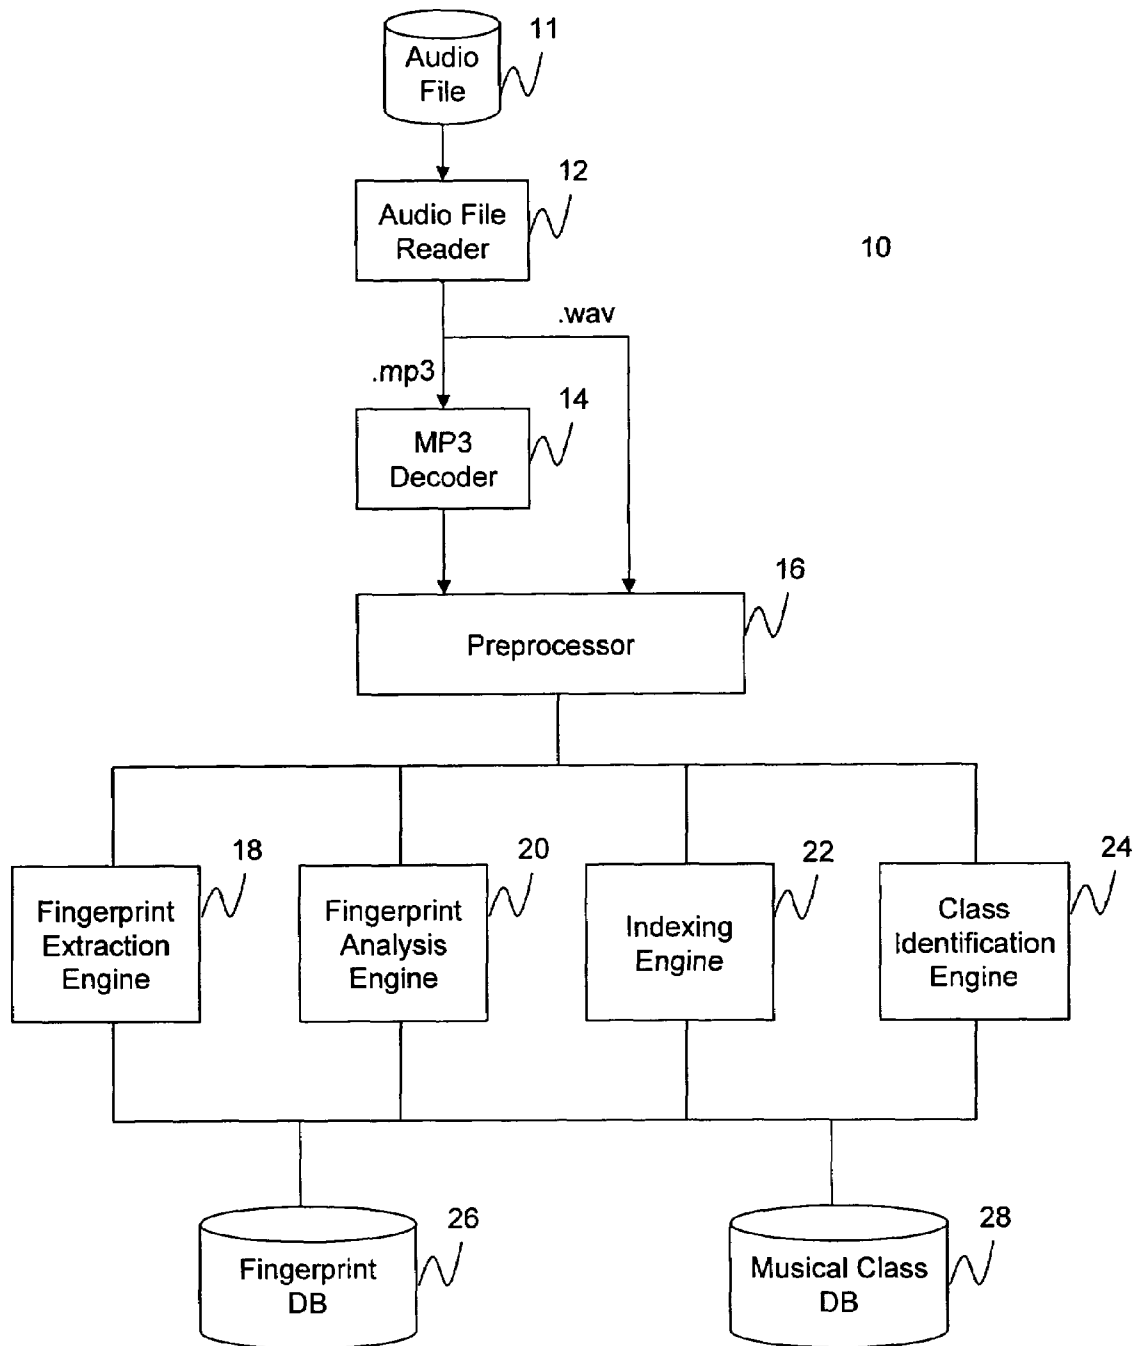 11
Audio
File
12
Audio File
Reader
10
.wav
.mp3
14
MP3
Decoder
16
Preprocessor
18
20
22
24
Fingerprint
Extraction
Engine
Fingerprint
Analysis
Engine
Indexing
Engine
Class
Identification
Engine
26
28
Fingerprint
DB
Musical Class
DB